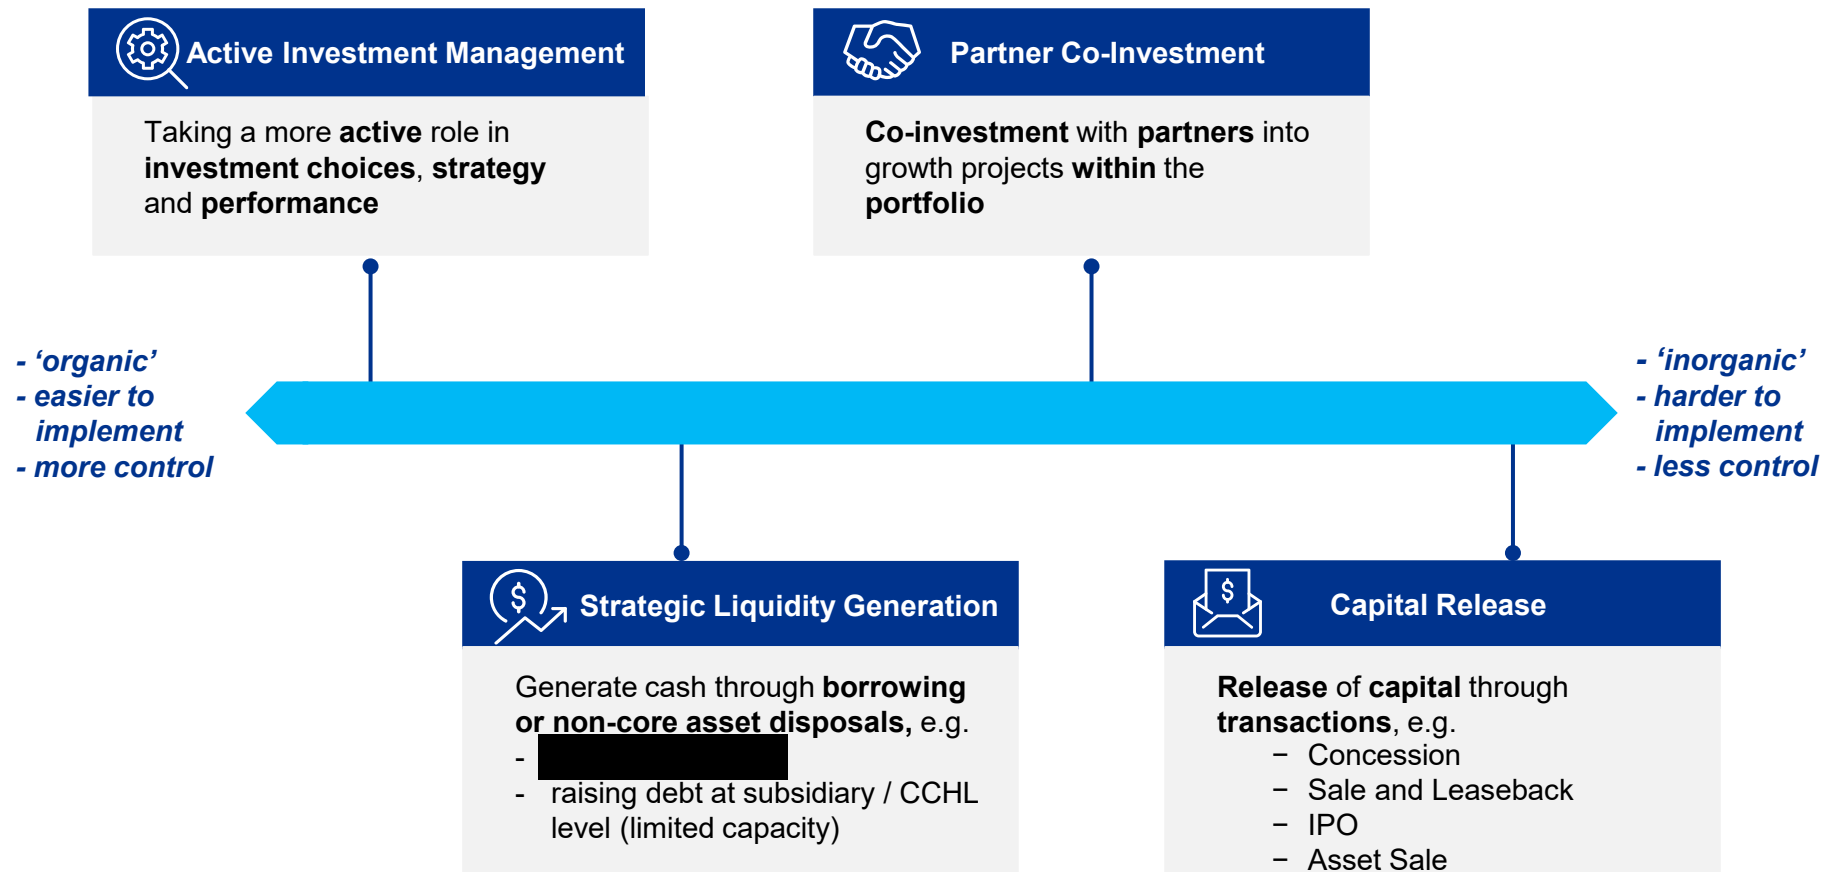 Active Investment Management
Taking a more active role in
investment choices, strategy
and performance
Partner Co-Investment
Co-investment with partners into
growth projects within the
portfolio
- ‘organic’
- easier to
implement
- more control
- ‘inorganic’
- harder to
implement
- less control
$
Strategic Liquidity Generation
Generate cash through borrowing
or non-core asset disposals, e.g.
-
- raising debt at subsidiary / CCHL
level (limited capacity)
$
Capital Release
Release of capital through
transactions, e.g.
− Concession
− Sale and Leaseback
− IPO
− Asset Sale